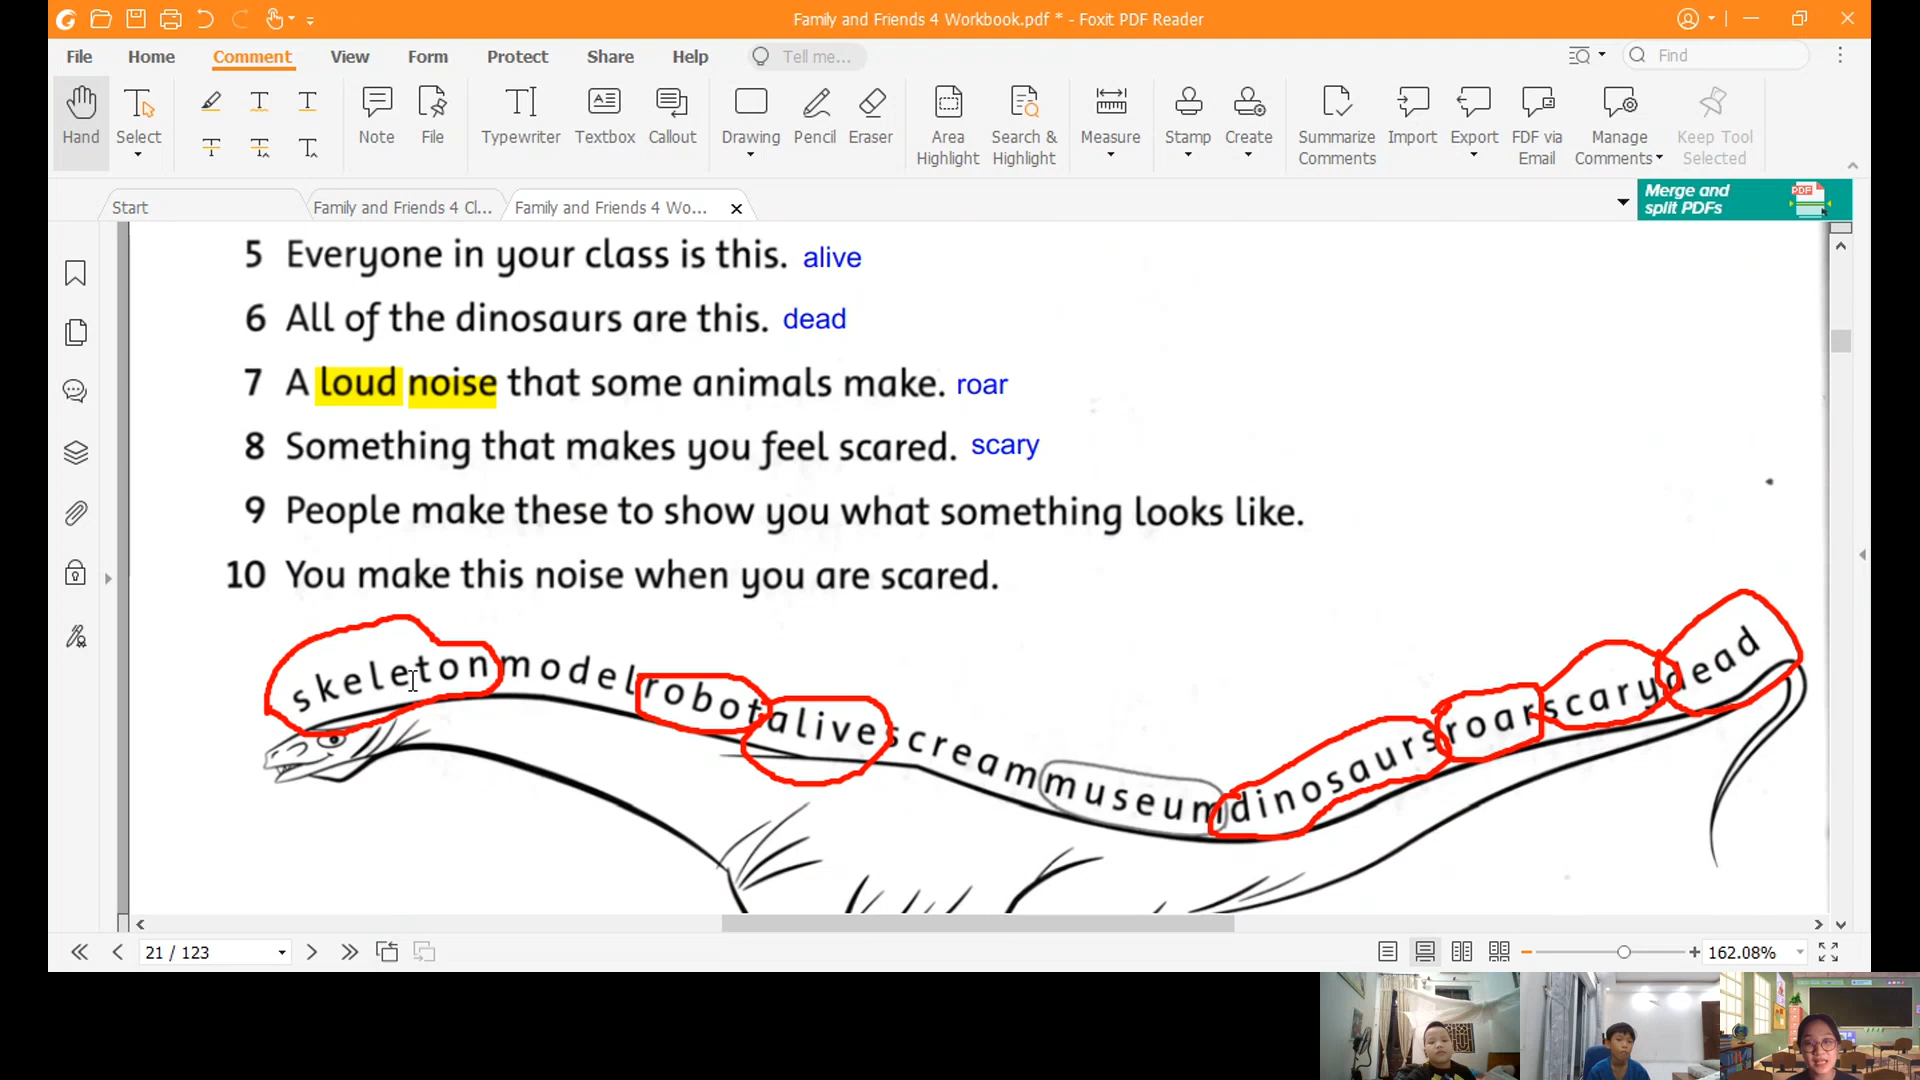 Family and Friends 4 Workbook.pdf * - Foxit PDF Reader
File Home Comment View Form Protect Share Help Tell me... Find
Hand Select Note File Typewriter Textbox Callout Drawing Pencil Eraser Area Highlight Search & Highlight Measure Stamp Create Summarize Comments Import Export FDF via Email Manage Comments Keep Tool Selected
Start Family and Friends 4 Cl... Family and Friends 4 Wo... Merge and split PDFs PDF
5 Everyone in your class is this. alive
6 All of the dinosaurs are this. dead
7 A loud noise that some animals make. roar
8 Something that makes you feel scared. scary
9 People make these to show you what something looks like.
10 You make this noise when you are scared.
skeletonmodelrobotalivescreammuseumdinosaursroarscarydead
21 / 123 162.08%